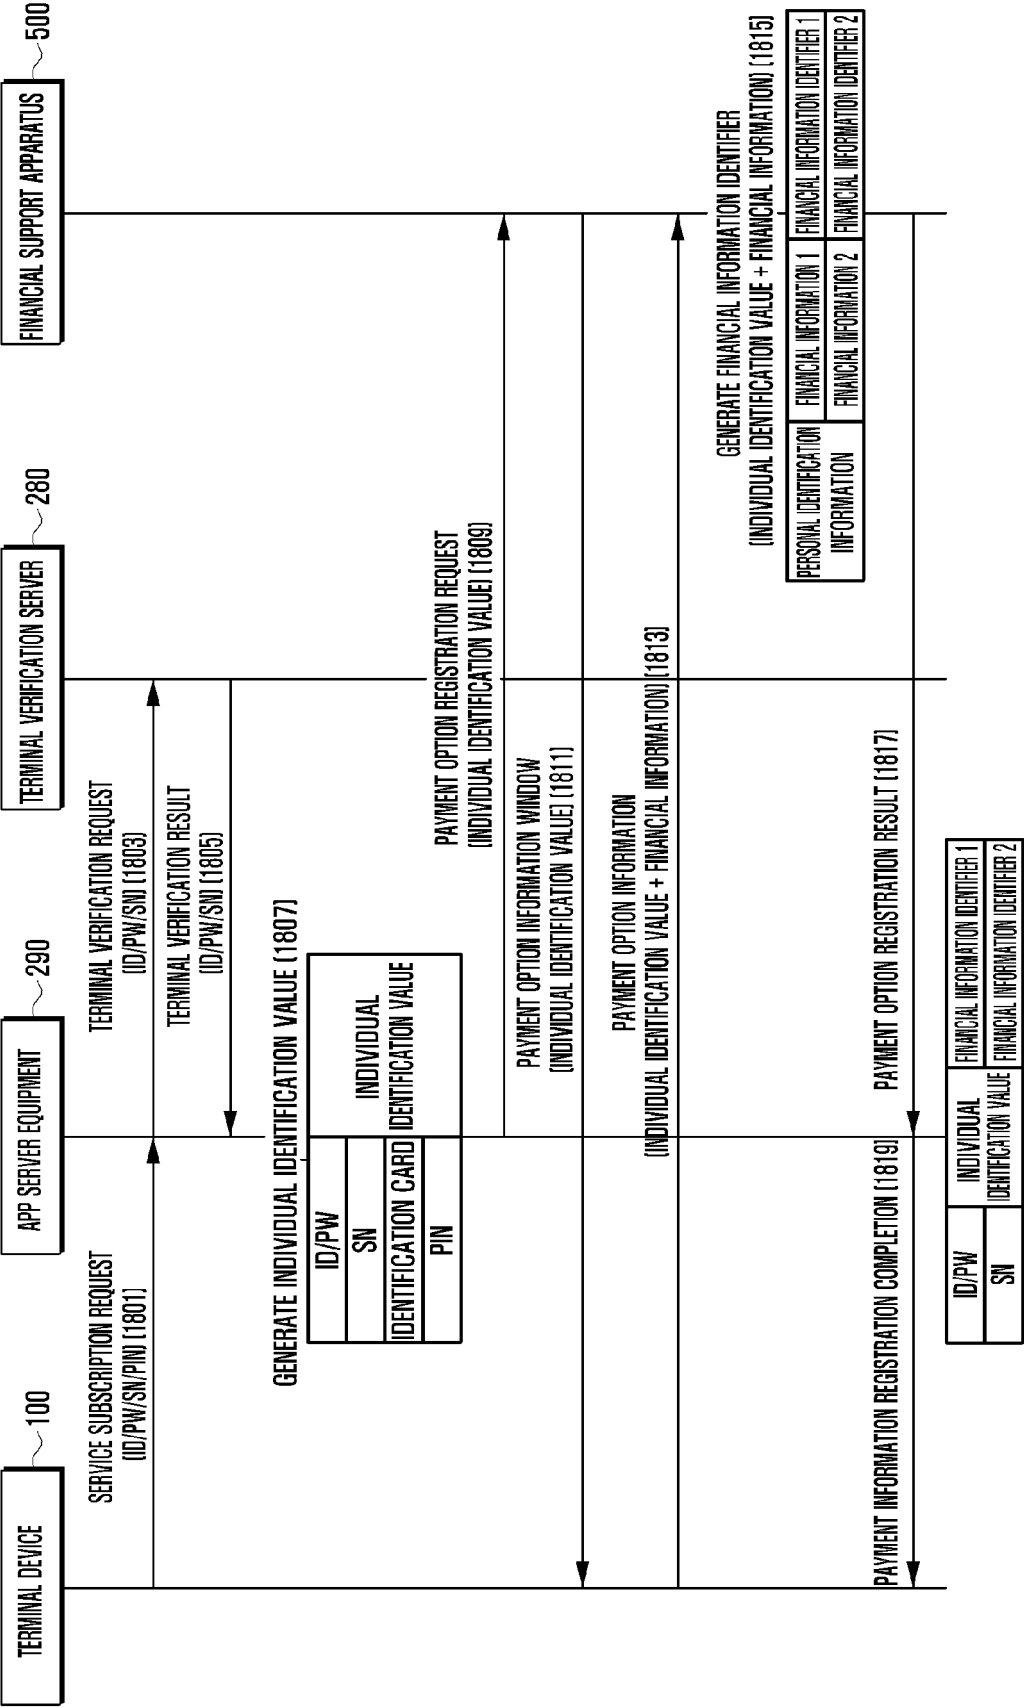 TERMINAL DEVICE
100
APP SERVER EQUIPMENT
290
TERMINAL VERIFICATION SERVER
280
FINANCIAL SUPPORT APPARATUS
500
SERVICE SUBSCRIPTION REQUEST
(ID/PW/SN/PIN) (1801)
TERMINAL VERIFICATION REQUEST
(ID/PW/SN) (1803)
TERMINAL VERIFICATION RESULT
(ID/PW/SN) (1805)
GENERATE INDIVIDUAL IDENTIFICATION VALUE (1807)
ID/PW
SN
IDENTIFICATION CARD
PIN
INDIVIDUAL
IDENTIFICATION VALUE
PAYMENT OPTION REGISTRATION REQUEST
(INDIVIDUAL IDENTIFICATION VALUE) (1809)
PAYMENT OPTION INFORMATION WINDOW
(INDIVIDUAL IDENTIFICATION VALUE) (1811)
PAYMENT OPTION INFORMATION
(INDIVIDUAL IDENTIFICATION VALUE + FINANCIAL INFORMATION) (1813)
GENERATE FINANCIAL INFORMATION IDENTIFIER
(INDIVIDUAL IDENTIFICATION VALUE + FINANCIAL INFORMATION) (1815)
PERSONAL IDENTIFICATION
INFORMATION
FINANCIAL INFORMATION 1
FINANCIAL INFORMATION IDENTIFIER 1
FINANCIAL INFORMATION 2
FINANCIAL INFORMATION IDENTIFIER 2
PAYMENT OPTION REGISTRATION RESULT (1817)
PAYMENT INFORMATION REGISTRATION COMPLETION (1819)
ID/PW
SN
INDIVIDUAL
IDENTIFICATION VALUE
FINANCIAL INFORMATION IDENTIFIER 1
FINANCIAL INFORMATION IDENTIFIER 2